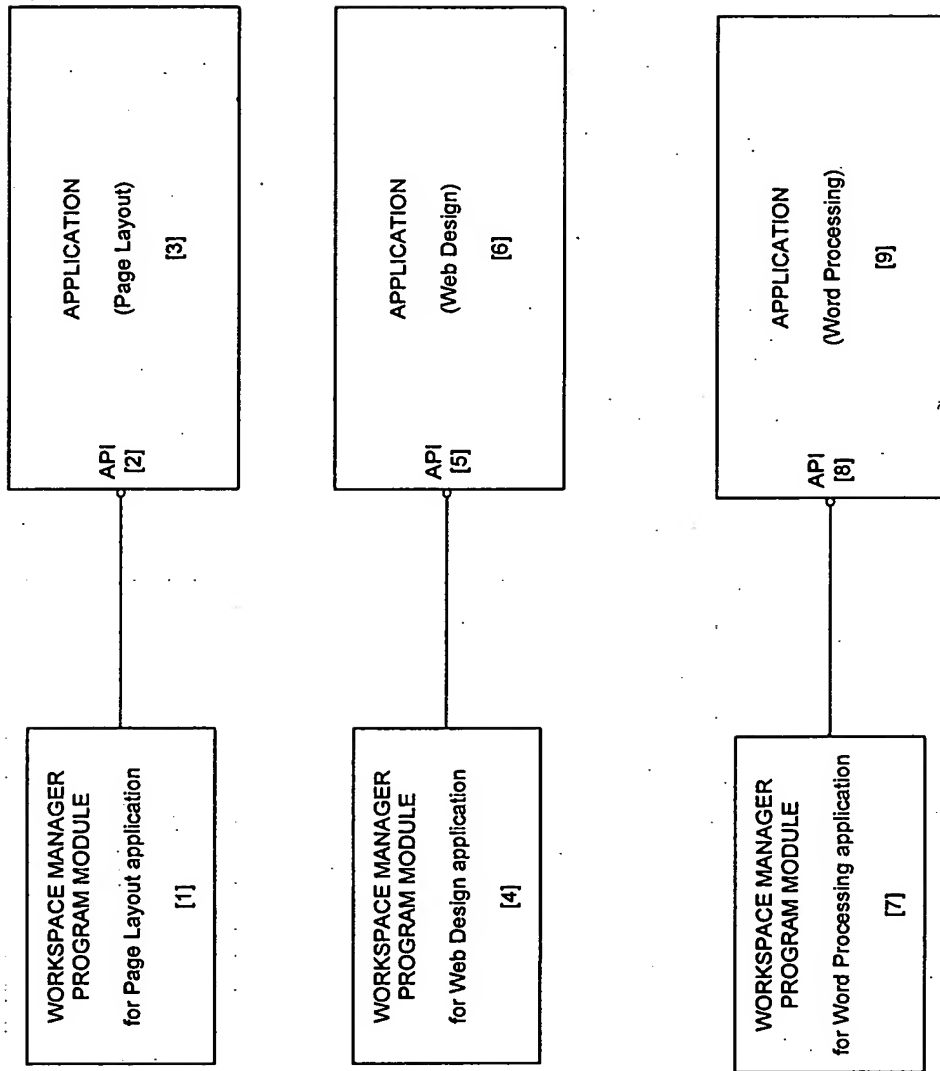 WORKSPACE MANAGER
PROGRAM MODULE
for Page Layout application
[1]
API
[2]
APPLICATION
(Page Layout)
[3]
WORKSPACE MANAGER
PROGRAM MODULE
for Web Design application
[4]
API
[5]
APPLICATION
(Web Design)
[6]
WORKSPACE MANAGER
PROGRAM MODULE
for Word Processing application
[7]
API
[8]
APPLICATION
(Word Processing)
[9]